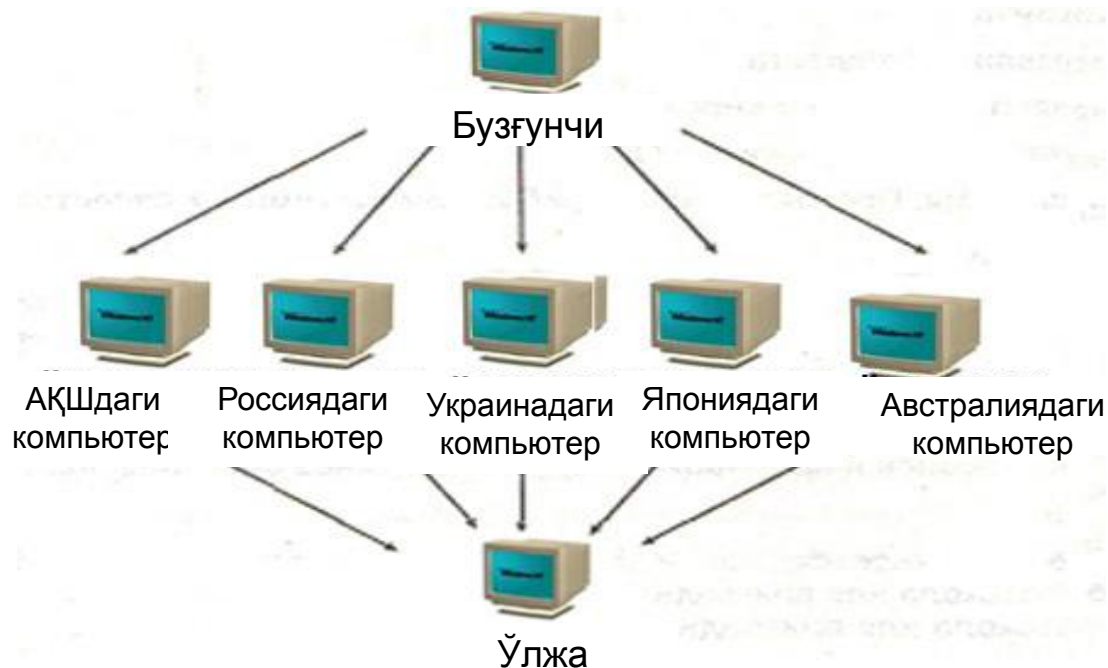 Бузғунчи
АҚШдаги
компьютер
Россиядаги
компьютер
Украинадаги
компьютер
Япониядаги
компьютер
Австралиядаги
компьютер
Ўлжа